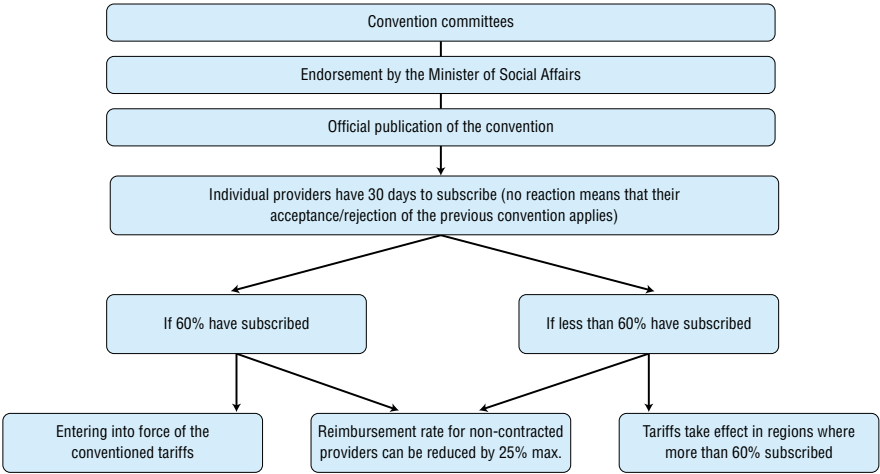 Convention committees
Endorsement by the Minister of Social Affairs
Official publication of the convention
Individual providers have 30 days to subscribe (no reaction means that their
acceptance/rejection of the previous convention applies)
If 60% have subscribed
If less than 60% have subscribed
Entering into force of the
conventioned tariffs
Reimbursement rate for non-contracted
providers can be reduced by 25% max.
Tariffs take effect in regions where
more than 60% subscribed